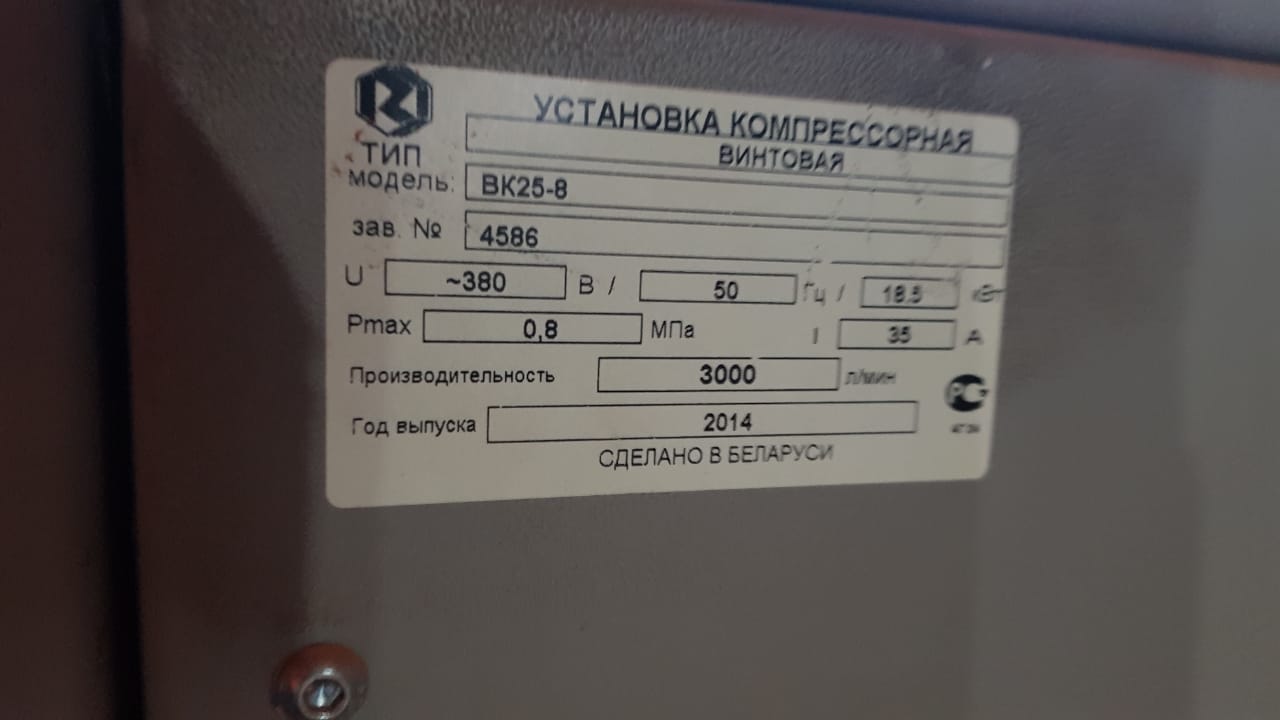 УСТАНОВКА КОМПРЕССОРНАЯ
ВИНТОВАЯ
ТИП
модель: ВК25-8
зав. № 4586
U ~380 В / 50 Гц / 18.5 кВт
Pmax 0,8 МПа I 35 А
Производительность 3000 л/мин
Год выпуска 2014
СДЕЛАНО В БЕЛАРУСИ